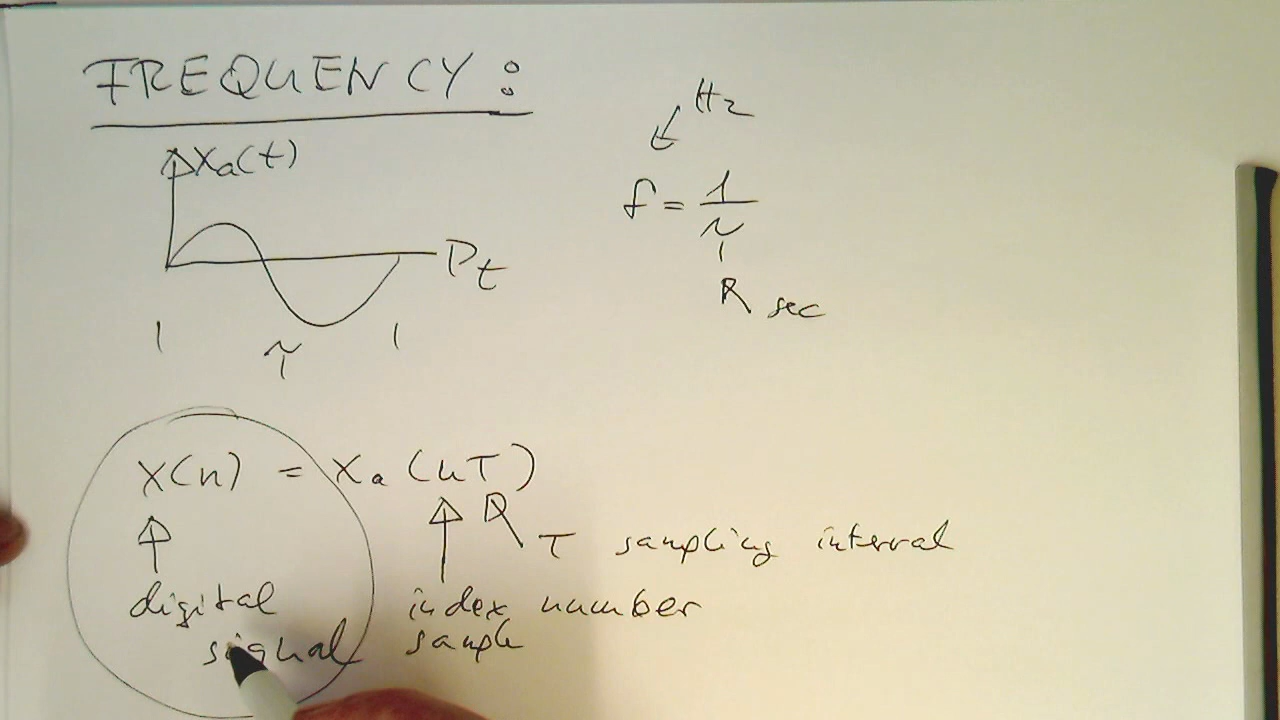 FREQUENCY:
Xa(t)
t
τ
Hz
f = 1/τ
sec
x(n) = xa(nT)
T sampling interval
digital signal
index number
sample